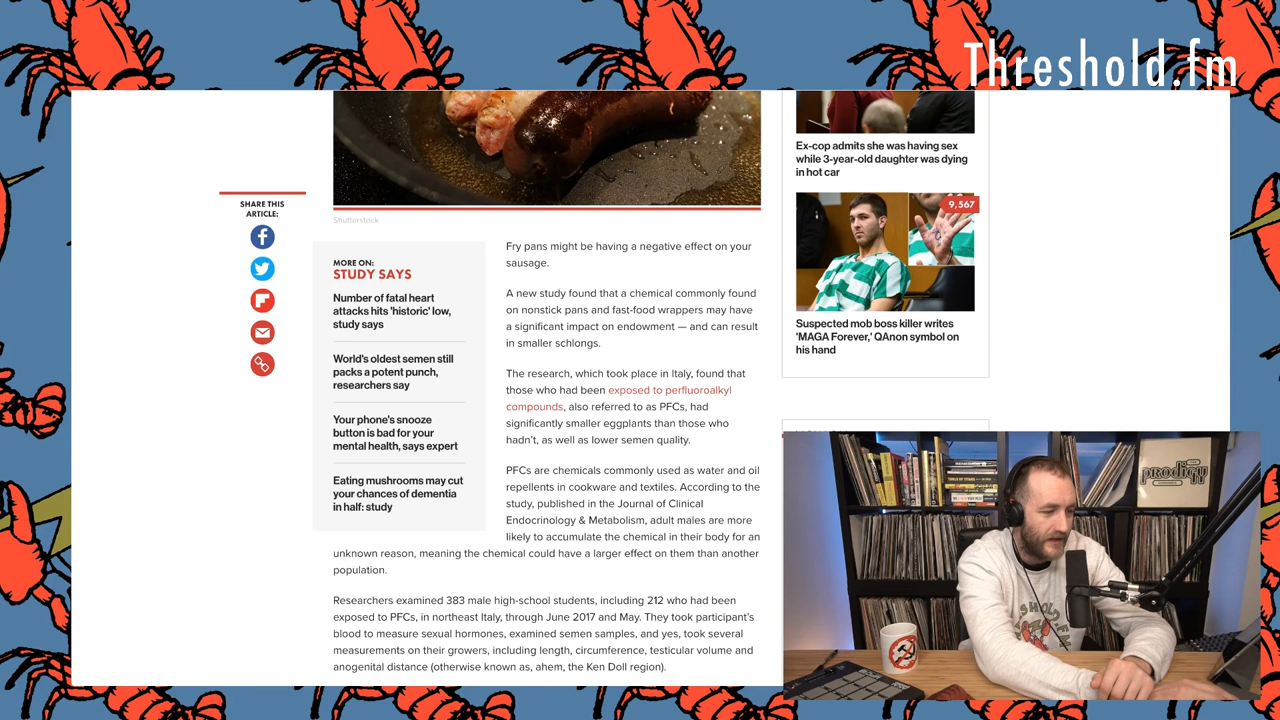 Threshold.fm
SHARE THIS
ARTICLE:
Shutterstock
MORE ON:
STUDY SAYS
Number of fatal heart
attacks hits 'historic' low,
study says
World's oldest semen still
packs a potent punch,
researchers say
Your phone's snooze
button is bad for your
mental health, says expert
Eating mushrooms may cut
your chances of dementia
in half: study
Fry pans might be having a negative effect on your
sausage.
A new study found that a chemical commonly found
on nonstick pans and fast-food wrappers may have
a significant impact on endowment — and can result
in smaller schlongs.
The research, which took place in Italy, found that
those who had been exposed to perfluoroalkyl
compounds, also referred to as PFCs, had
significantly smaller eggplants than those who
hadn't, as well as lower semen quality.
PFCs are chemicals commonly used as water and oil
repellents in cookware and textiles. According to the
study, published in the Journal of Clinical
Endocrinology & Metabolism, adult males are more
likely to accumulate the chemical in their body for an
unknown reason, meaning the chemical could have a larger effect on them than another
population.
Researchers examined 383 male high-school students, including 212 who had been
exposed to PFCs, in northeast Italy, through June 2017 and May. They took participant's
blood to measure sexual hormones, examined semen samples, and yes, took several
measurements on their growers, including length, circumference, testicular volume and
anogenital distance (otherwise known as, ahem, the Ken Doll region).
Ex-cop admits she was having sex
while 3-year-old daughter was dying
in hot car
9,567
Suspected mob boss killer writes
'MAGA Forever,' QAnon symbol on
his hand
prodigy